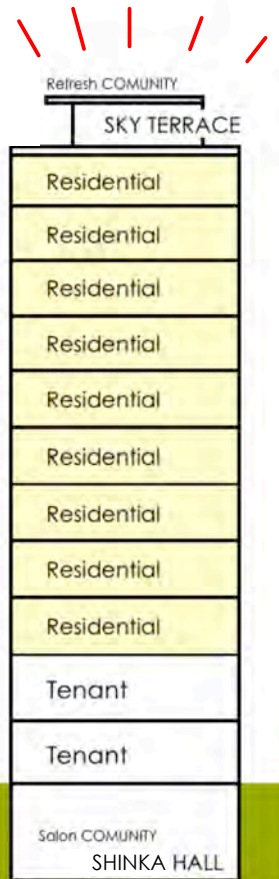 Refresh COMUNITY
SKY TERRACE
Residential
Residential
Residential
Residential
Residential
Residential
Residential
Residential
Residential
Tenant
Tenant
Salon COMUNITY
SHINKA HALL